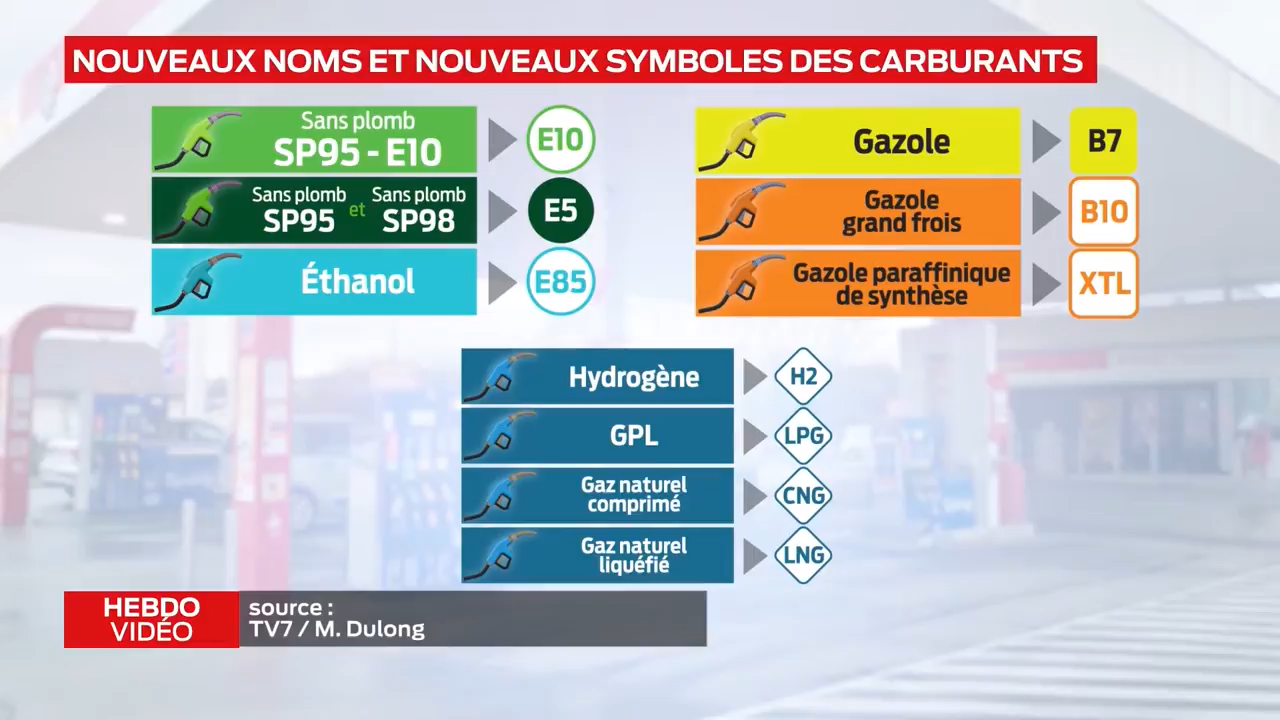 NOUVEAUX NOMS ET NOUVEAUX SYMBOLES DES CARBURANTS
Sans plomb
SP95 - E10
E10
Sans plomb
SP95
et
Sans plomb
SP98
E5
Éthanol
E85
Gazole
B7
Gazole
grand frois
B10
Gazole paraffinique
de synthèse
XTL
Hydrogène
H2
GPL
LPG
Gaz naturel
comprimé
CNG
Gaz naturel
liquéfié
LNG
HEBDO
VIDÉO
source :
TV7 / M. Dulong